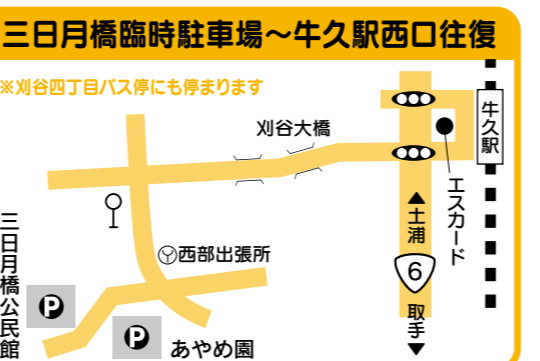 三日月橋臨時駐車場〜牛久駅西口往復
※刈谷四丁目バス停にも停まります
刈谷大橋
牛久駅
エスカード
▲土浦
6
取手▼
西部出張所
三日月橋公民館
P
P
あやめ園